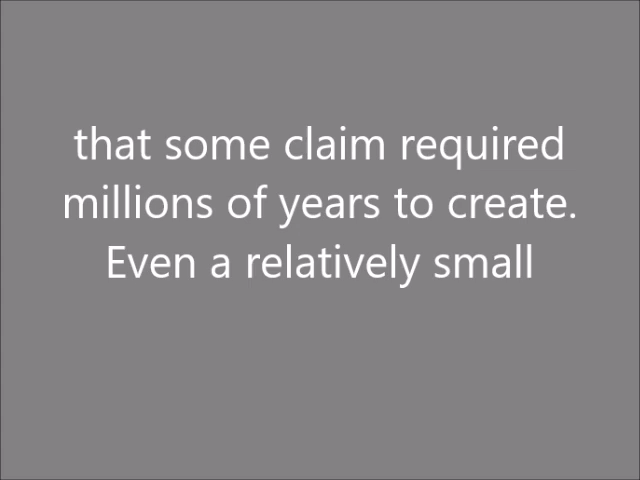 that some claim required
millions of years to create.
Even a relatively small